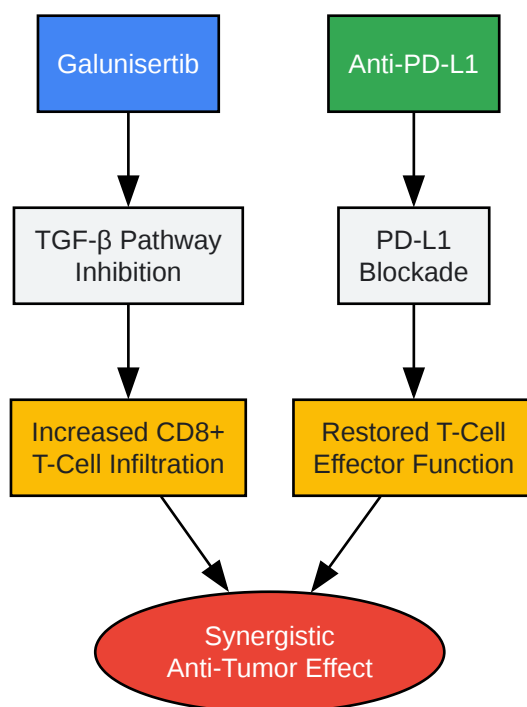 Galunisertib
Anti-PD-L1
TGF-β Pathway
Inhibition
PD-L1
Blockade
Increased CD8+
T-Cell Infiltration
Restored T-Cell
Effector Function
Synergistic
Anti-Tumor Effect